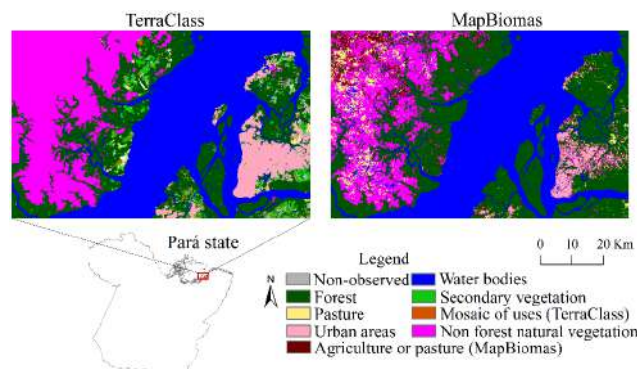 TerraClass
MapBiomas
Pará state
Legend
0 10 20 Km
N
Non-observed
Water bodies
Forest
Secondary vegetation
Pasture
Mosaic of uses (TerraClass)
Urban areas
Non forest natural vegetation
Agriculture or pasture (MapBiomas)